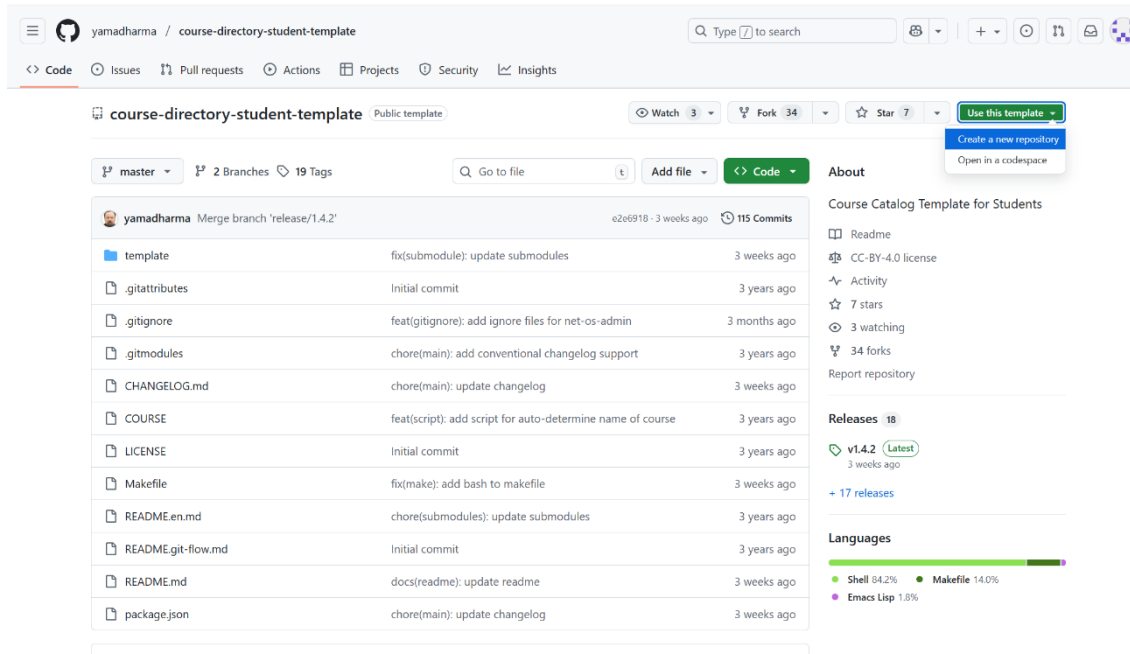 yamadharma / course-directory-student-template
Type / to search
Code Issues Pull requests Actions Projects Security Insights
course-directory-student-template Public template
Watch 3 Fork 34 Star 7 Use this template
Create a new repository
Open in a codespace
master 2 Branches 19 Tags Go to file t Add file <> Code
yamadharma Merge branch 'release/1.4.2' e2e6918 · 3 weeks ago 115 Commits
template fix(submodule): update submodules 3 weeks ago
.gitattributes Initial commit 3 years ago
.gitignore feat(gitignore): add ignore files for net-os-admin 3 months ago
.gitmodules chore(main): add conventional changelog support 3 years ago
CHANGELOG.md chore(main): update changelog 3 weeks ago
COURSE feat(script): add script for auto-determine name of course 3 years ago
LICENSE Initial commit 3 years ago
Makefile fix(make): add bash to makefile 3 weeks ago
README.en.md chore(submodules): update submodules 3 years ago
README.git-flow.md Initial commit 3 years ago
README.md docs(readme): update readme 3 weeks ago
package.json chore(main): update changelog 3 weeks ago
About
Course Catalog Template for Students
Readme
CC-BY-4.0 license
Activity
7 stars
3 watching
34 forks
Report repository
Releases 18
v1.4.2 Latest
3 weeks ago
+ 17 releases
Languages
Shell 84.2% Makefile 14.0%
Emacs Lisp 1.8%